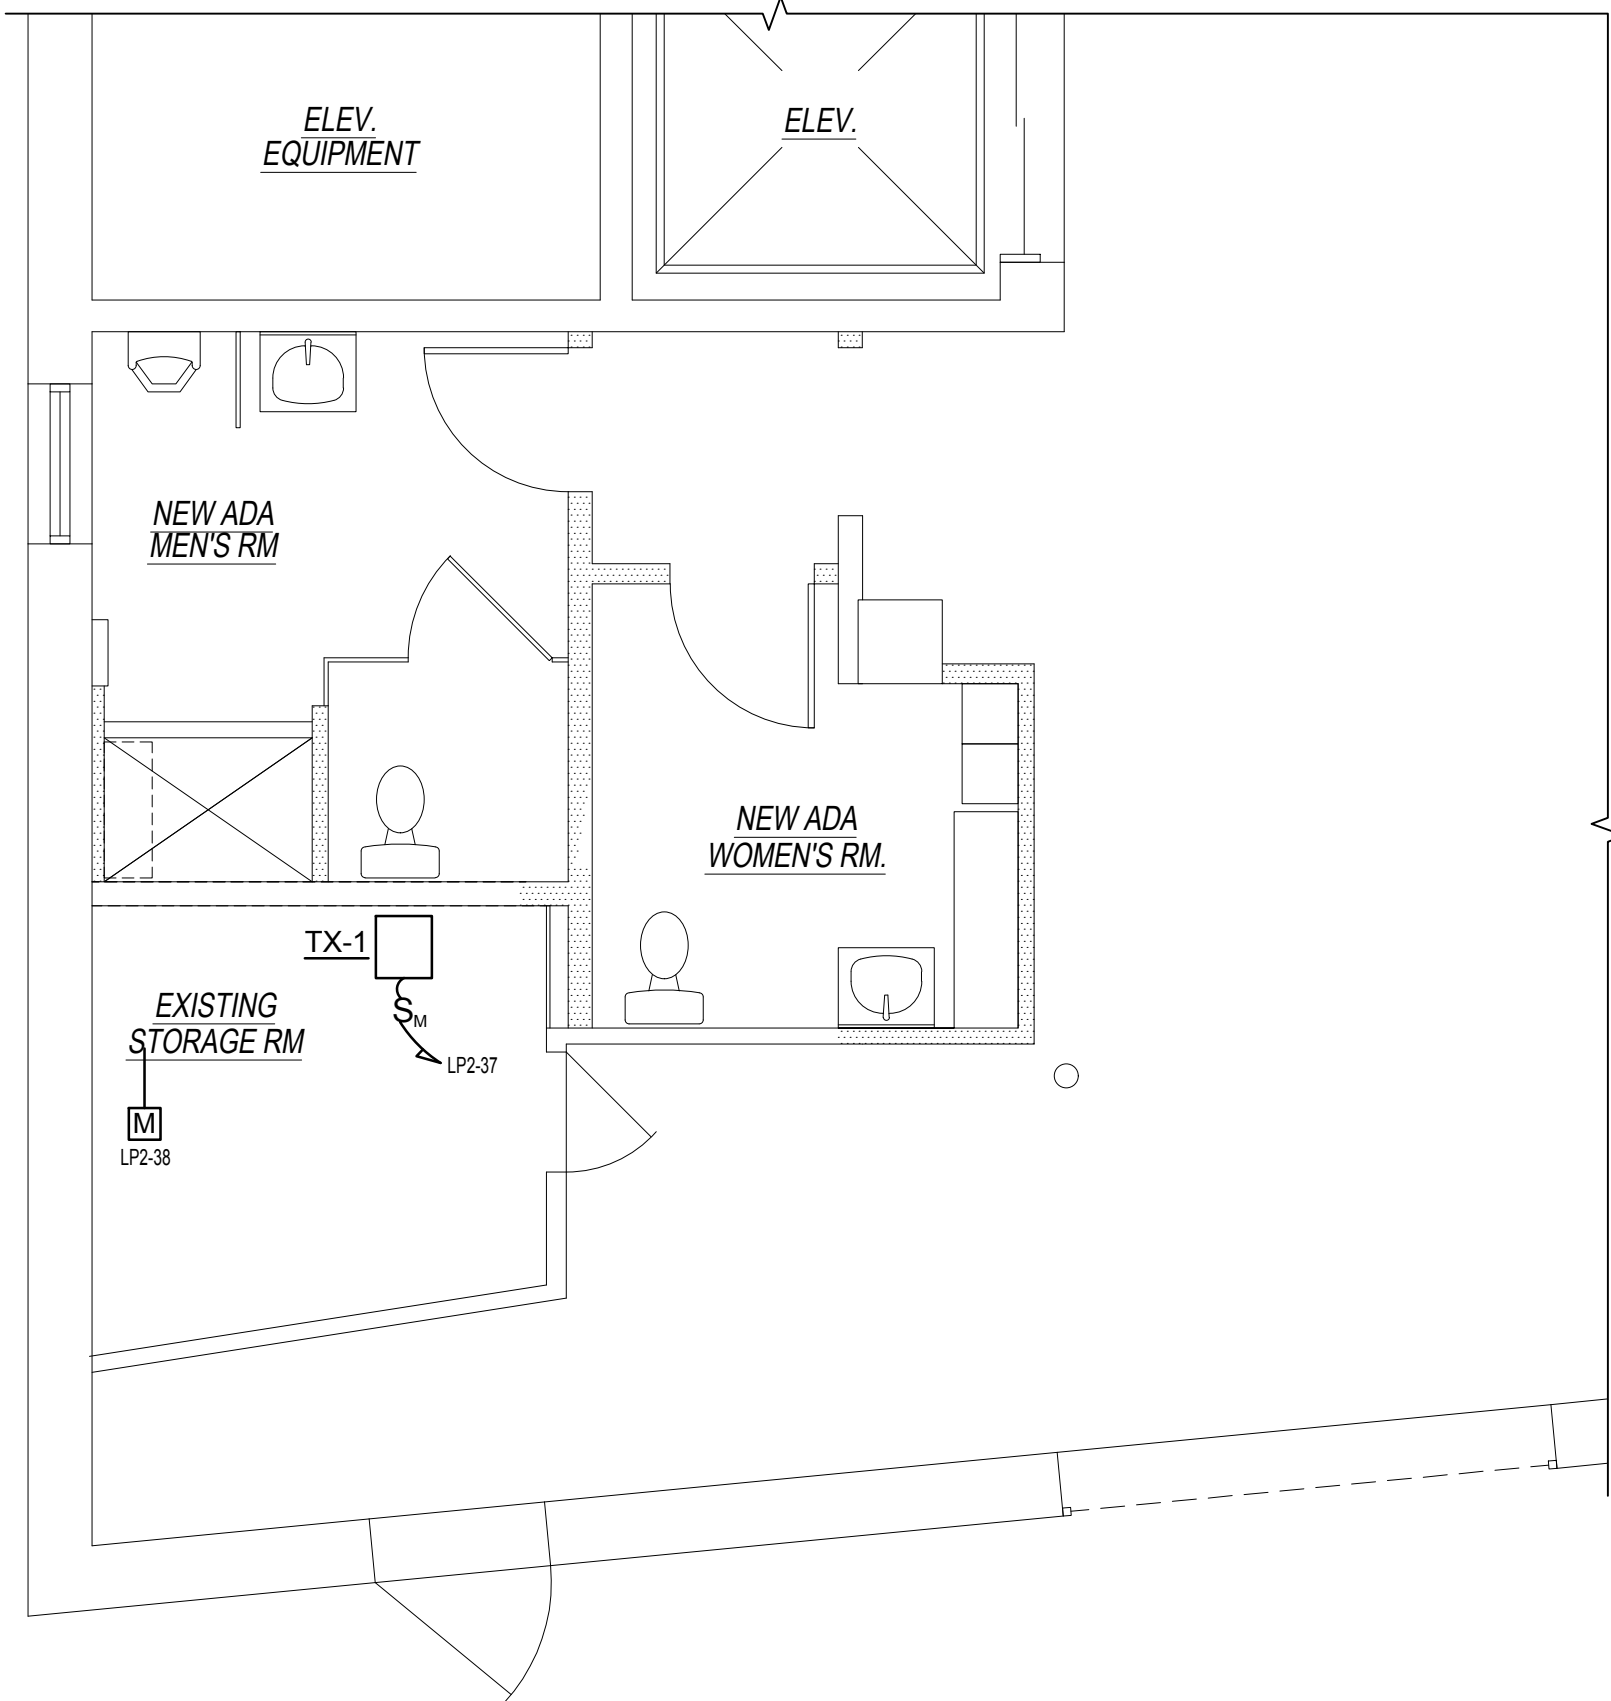 ELEV.
EQUIPMENT
ELEV.
NEW ADA
MEN'S RM
NEW ADA
WOMEN'S RM.
TX-1
EXISTING
STORAGE RM
SM
LP2-37
M
LP2-38